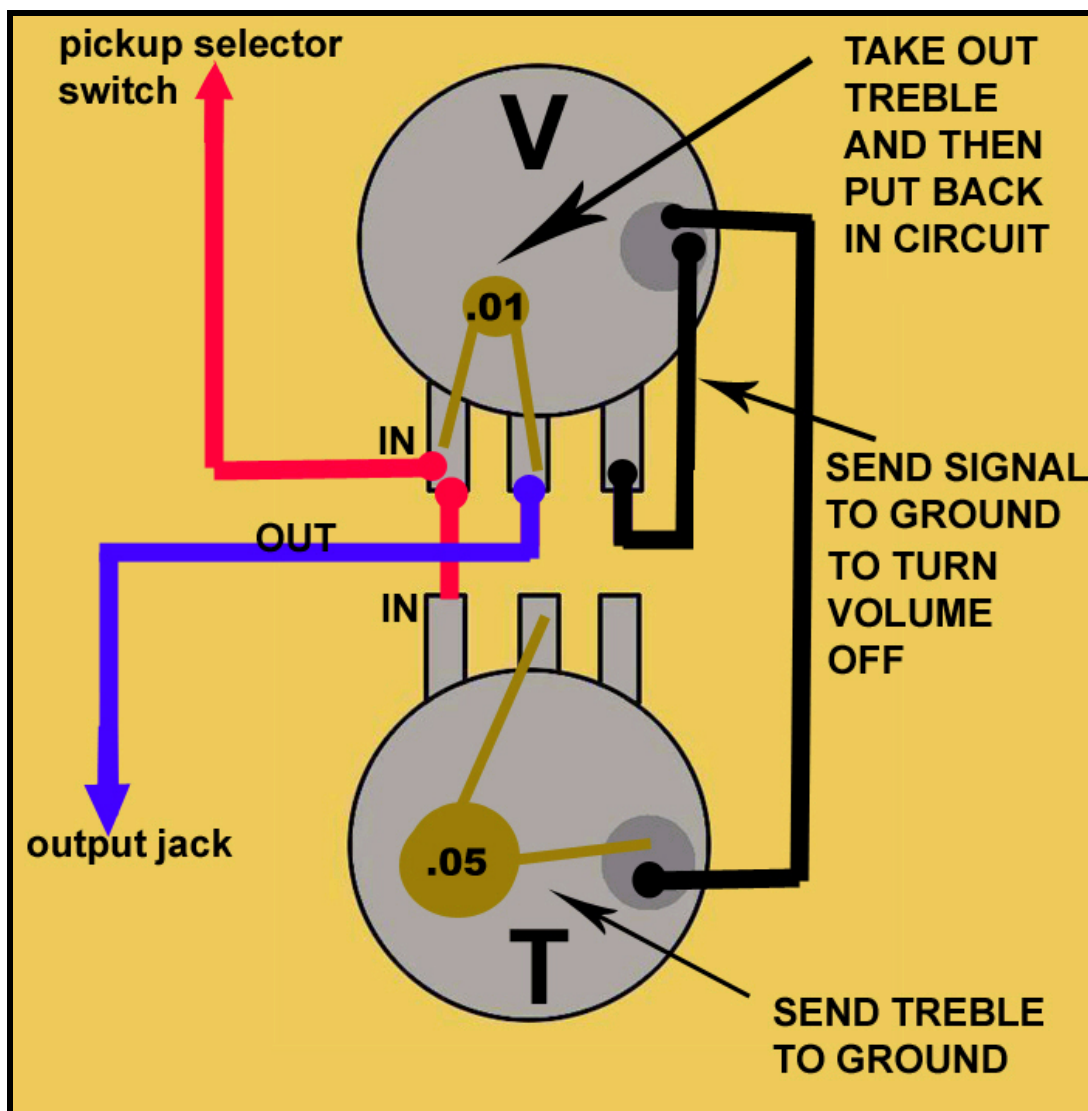 pickup selector
switch
V
TAKE OUT
TREBLE
AND THEN
PUT BACK
IN CIRCUIT
.01
IN
SEND SIGNAL
TO GROUND
TO TURN
VOLUME
OFF
OUT
IN
output jack
.05
T
SEND TREBLE
TO GROUND